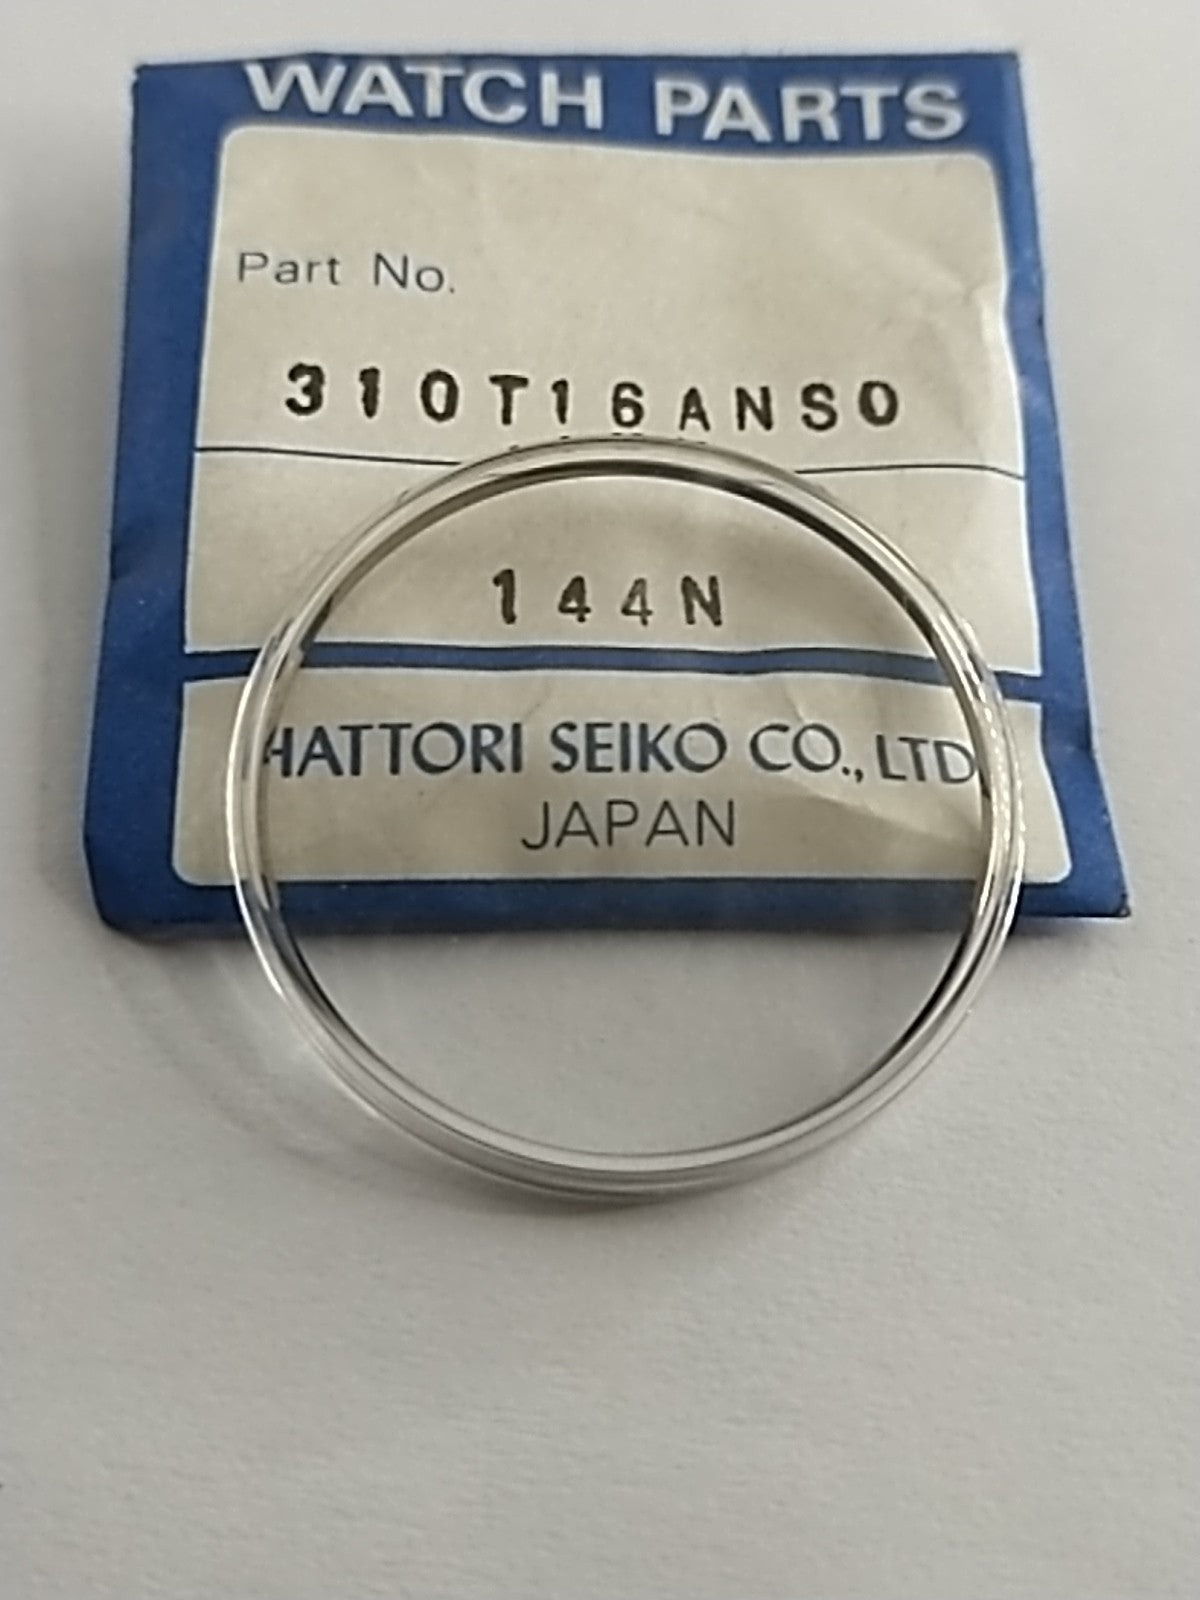 WATCH PARTS
Part No.
310T16ANS0
144N
HATTORI SEIKO CO., LTD
JAPAN